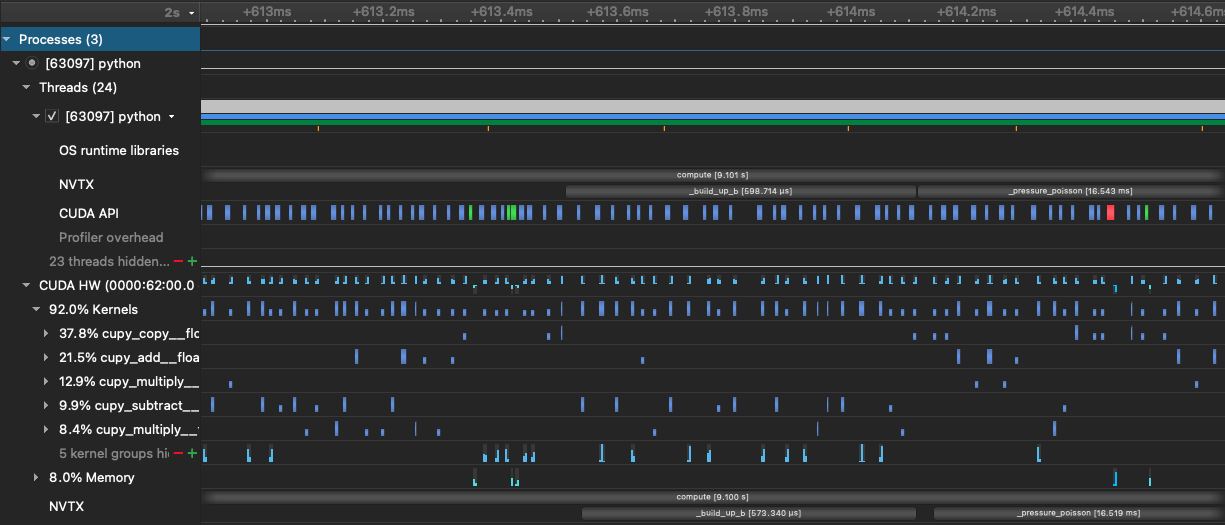 2s +613ms +613.2ms +613.4ms +613.6ms +613.8ms +614ms +614.2ms +614.4ms +614.6ms
Processes (3)
[63097] python
Threads (24)
[63097] python
OS runtime libraries
compute [9.101 s]
NVTX
_build_up_b [598.714 µs] _pressure_poisson [16.543 ms]
CUDA API
Profiler overhead
23 threads hidden...
CUDA HW (0000:62:00.0
92.0% Kernels
37.8% cupy_copy__flo
21.5% cupy_add__floa
12.9% cupy_multiply__
9.9% cupy_subtract__
8.4% cupy_multiply__
5 kernel groups hi
8.0% Memory
compute [9.100 s]
NVTX
_build_up_b [573.340 µs] _pressure_poisson [16.519 ms]